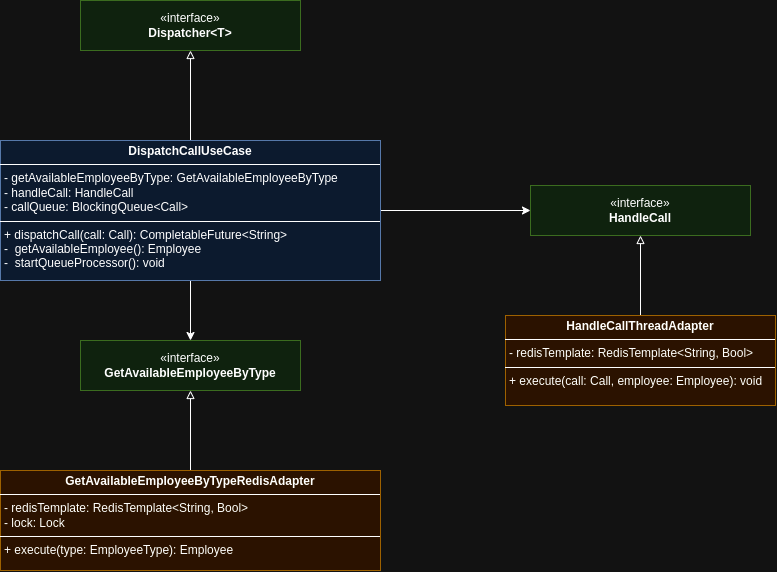 «interface»
Dispatcher<T>
DispatchCallUseCase
- getAvailableEmployeeByType: GetAvailableEmployeeByType
- handleCall: HandleCall
- callQueue: BlockingQueue<Call>
+ dispatchCall(call: Call): CompletableFuture<String>
- getAvailableEmployee(): Employee
- startQueueProcessor(): void
«interface»
HandleCall
«interface»
GetAvailableEmployeeByType
HandleCallThreadAdapter
- redisTemplate: RedisTemplate<String, Bool>
+ execute(call: Call, employee: Employee): void
GetAvailableEmployeeByTypeRedisAdapter
- redisTemplate: RedisTemplate<String, Bool>
- lock: Lock
+ execute(type: EmployeeType): Employee